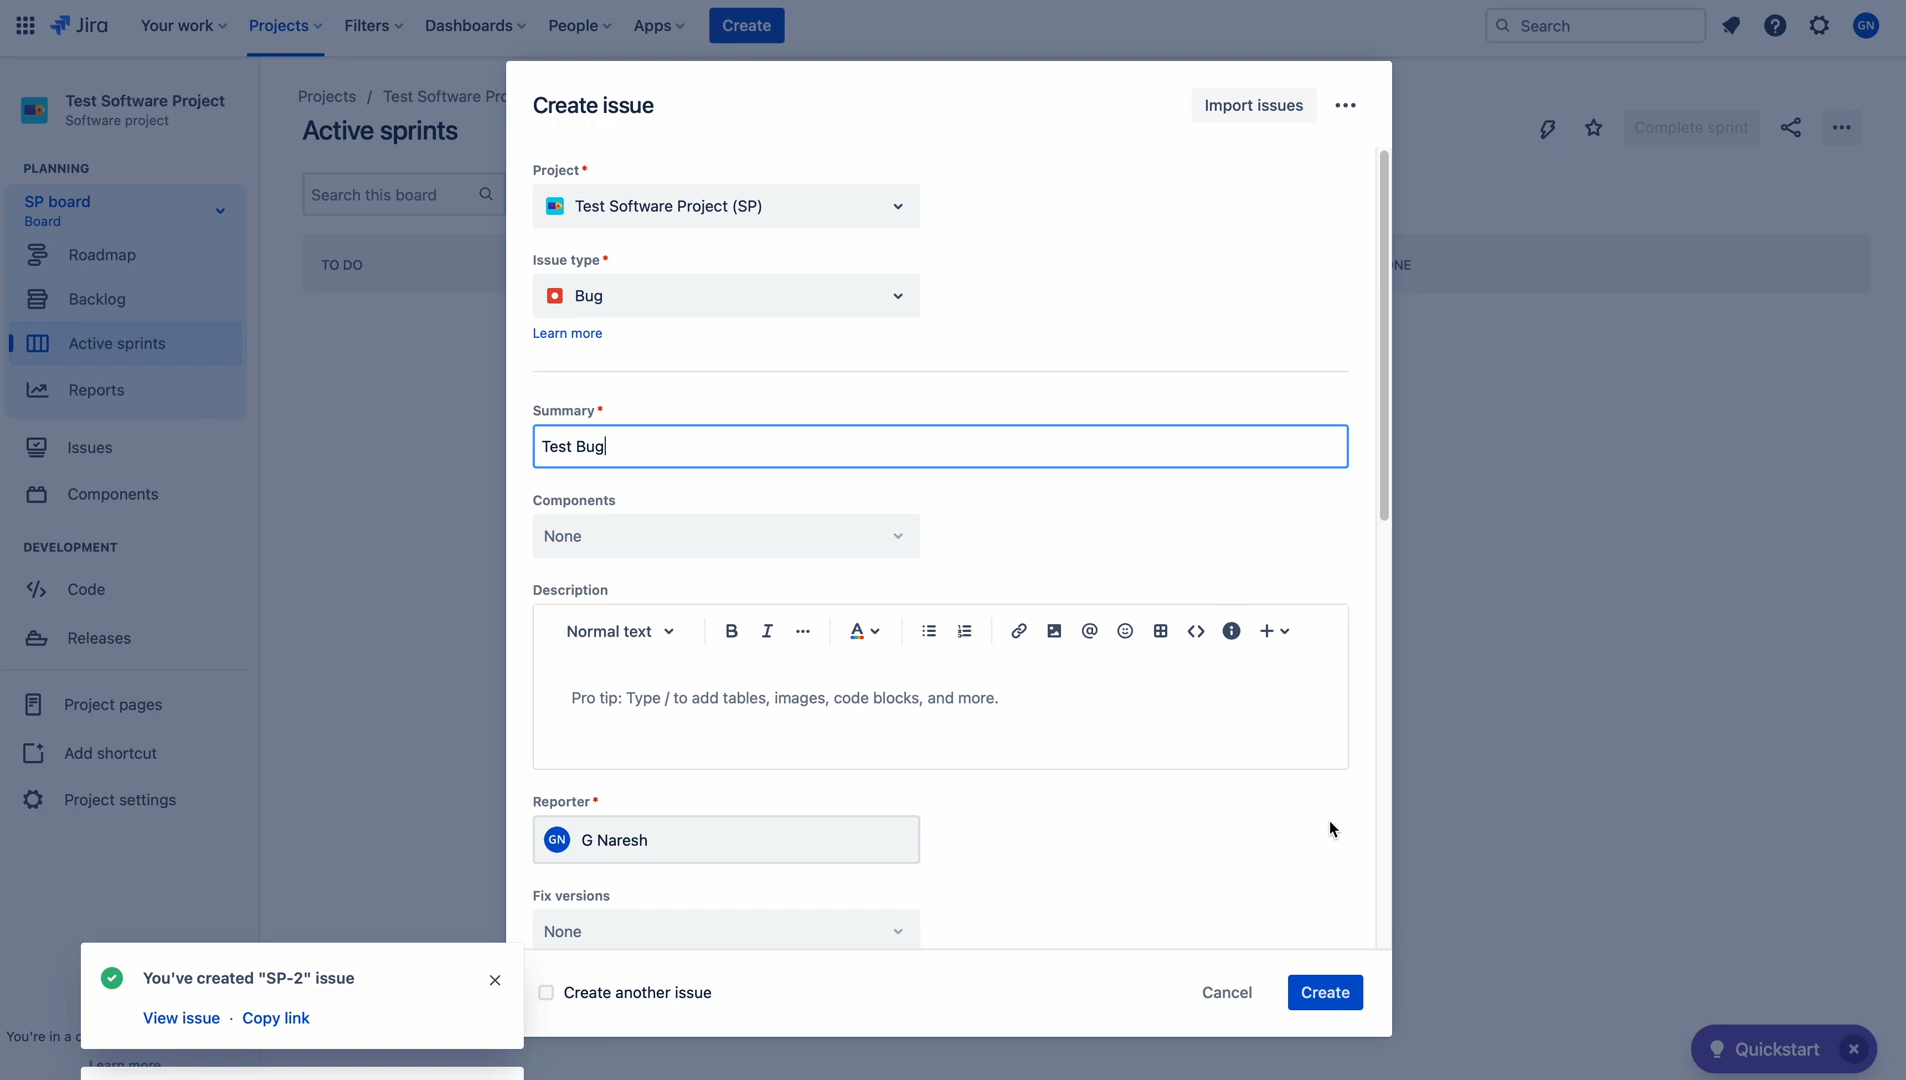 Jira
Your work
Projects
Filters
Dashboards
People
Apps
Create
Search
GN
Test Software Project
Software project
PLANNING
SP board
Board
Roadmap
Backlog
Active sprints
Reports
Issues
Components
DEVELOPMENT
Code
Releases
Project pages
Add shortcut
Project settings
You're in a
Learn more
Projects / Test Software Pro
Active sprints
Complete sprint
Search this board
TO DO
NE
Create issue
Import issues
Project *
Test Software Project (SP)
Issue type *
Bug
Learn more
Summary *
Test Bug
Components
None
Description
Normal text
Pro tip: Type / to add tables, images, code blocks, and more.
Reporter *
GN G Naresh
Fix versions
None
Create another issue
Cancel
Create
You've created "SP-2" issue
View issue · Copy link
Quickstart